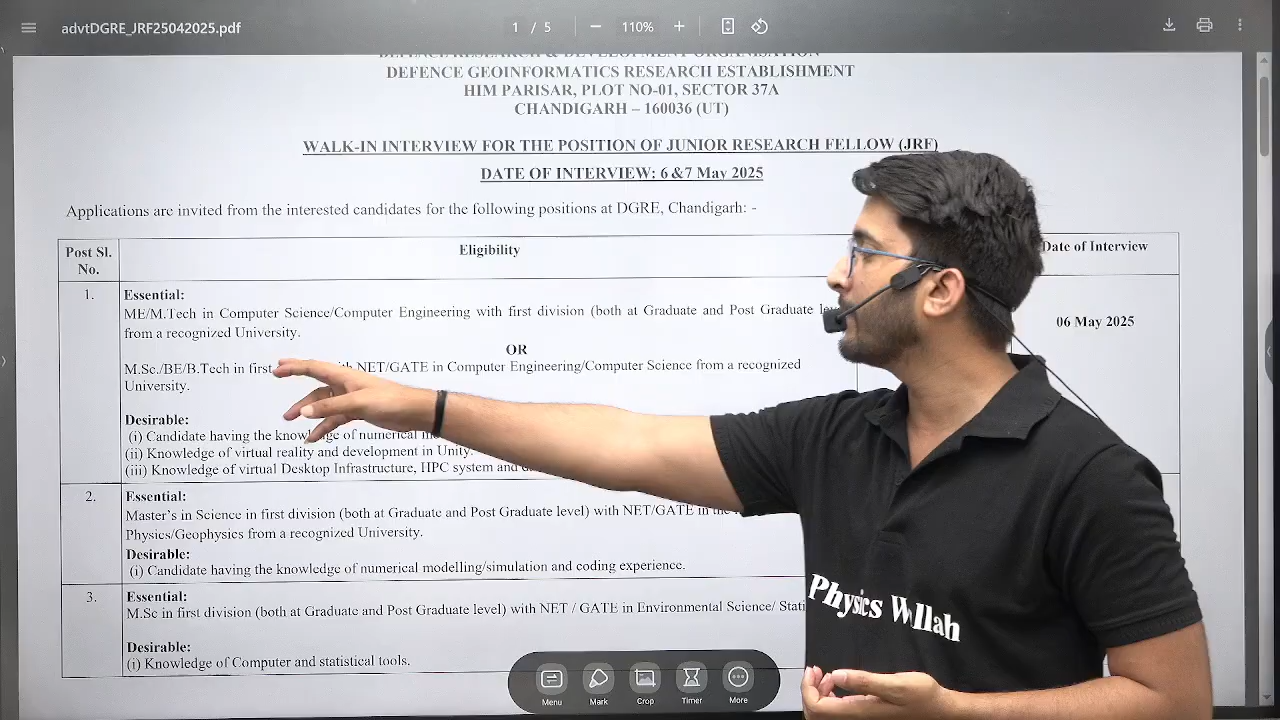 advtDGRE_JRF25042025.pdf
1 / 5
110%
DEFENCE RESEARCH & DEVELOPMENT ORGANISATION
DEFENCE GEOINFORMATICS RESEARCH ESTABLISHMENT
HIM PARISAR, PLOT NO-01, SECTOR 37A
CHANDIGARH – 160036 (UT)
WALK-IN INTERVIEW FOR THE POSITION OF JUNIOR RESEARCH FELLOW (JRF)
DATE OF INTERVIEW: 6 &7 May 2025
Applications are invited from the interested candidates for the following positions at DGRE, Chandigarh: -
Post Sl. No.
Eligibility
Date of Interview
1.
Essential:
ME/M.Tech in Computer Science/Computer Engineering with first division (both at Graduate and Post Graduate
from a recognized University.
06 May 2025
OR
M.Sc./BE/B.Tech in first with NET/GATE in Computer Engineering/Computer Science from a recognized
University.
Desirable:
(i) Candidate having the knowledge of numerical
(ii) Knowledge of virtual reality and development in Unity.
(iii) Knowledge of virtual Desktop Infrastructure, HPC system and
2.
Essential:
Master's in Science in first division (both at Graduate and Post Graduate level) with NET/GATE in the
Physics/Geophysics from a recognized University.
Desirable:
(i) Candidate having the knowledge of numerical modelling/simulation and coding experience.
3.
Essential:
M.Sc in first division (both at Graduate and Post Graduate level) with NET / GATE in Environmental Science/
Desirable:
(i) Knowledge of Computer and statistical tools.
Physics Wallah
Menu
Mark
Crop
Timer
More